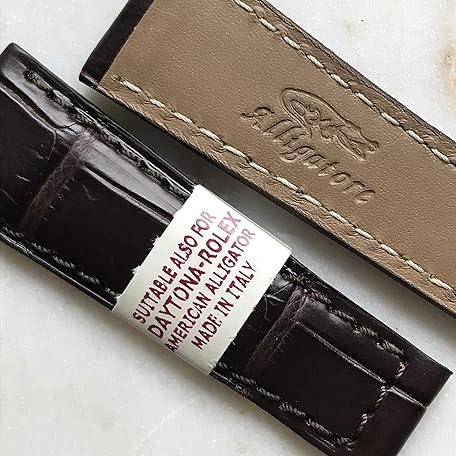 Alligatore
SUITABLE ALSO FOR
DAYTONA-ROLEX
AMERICAN ALLIGATOR
MADE IN ITALY